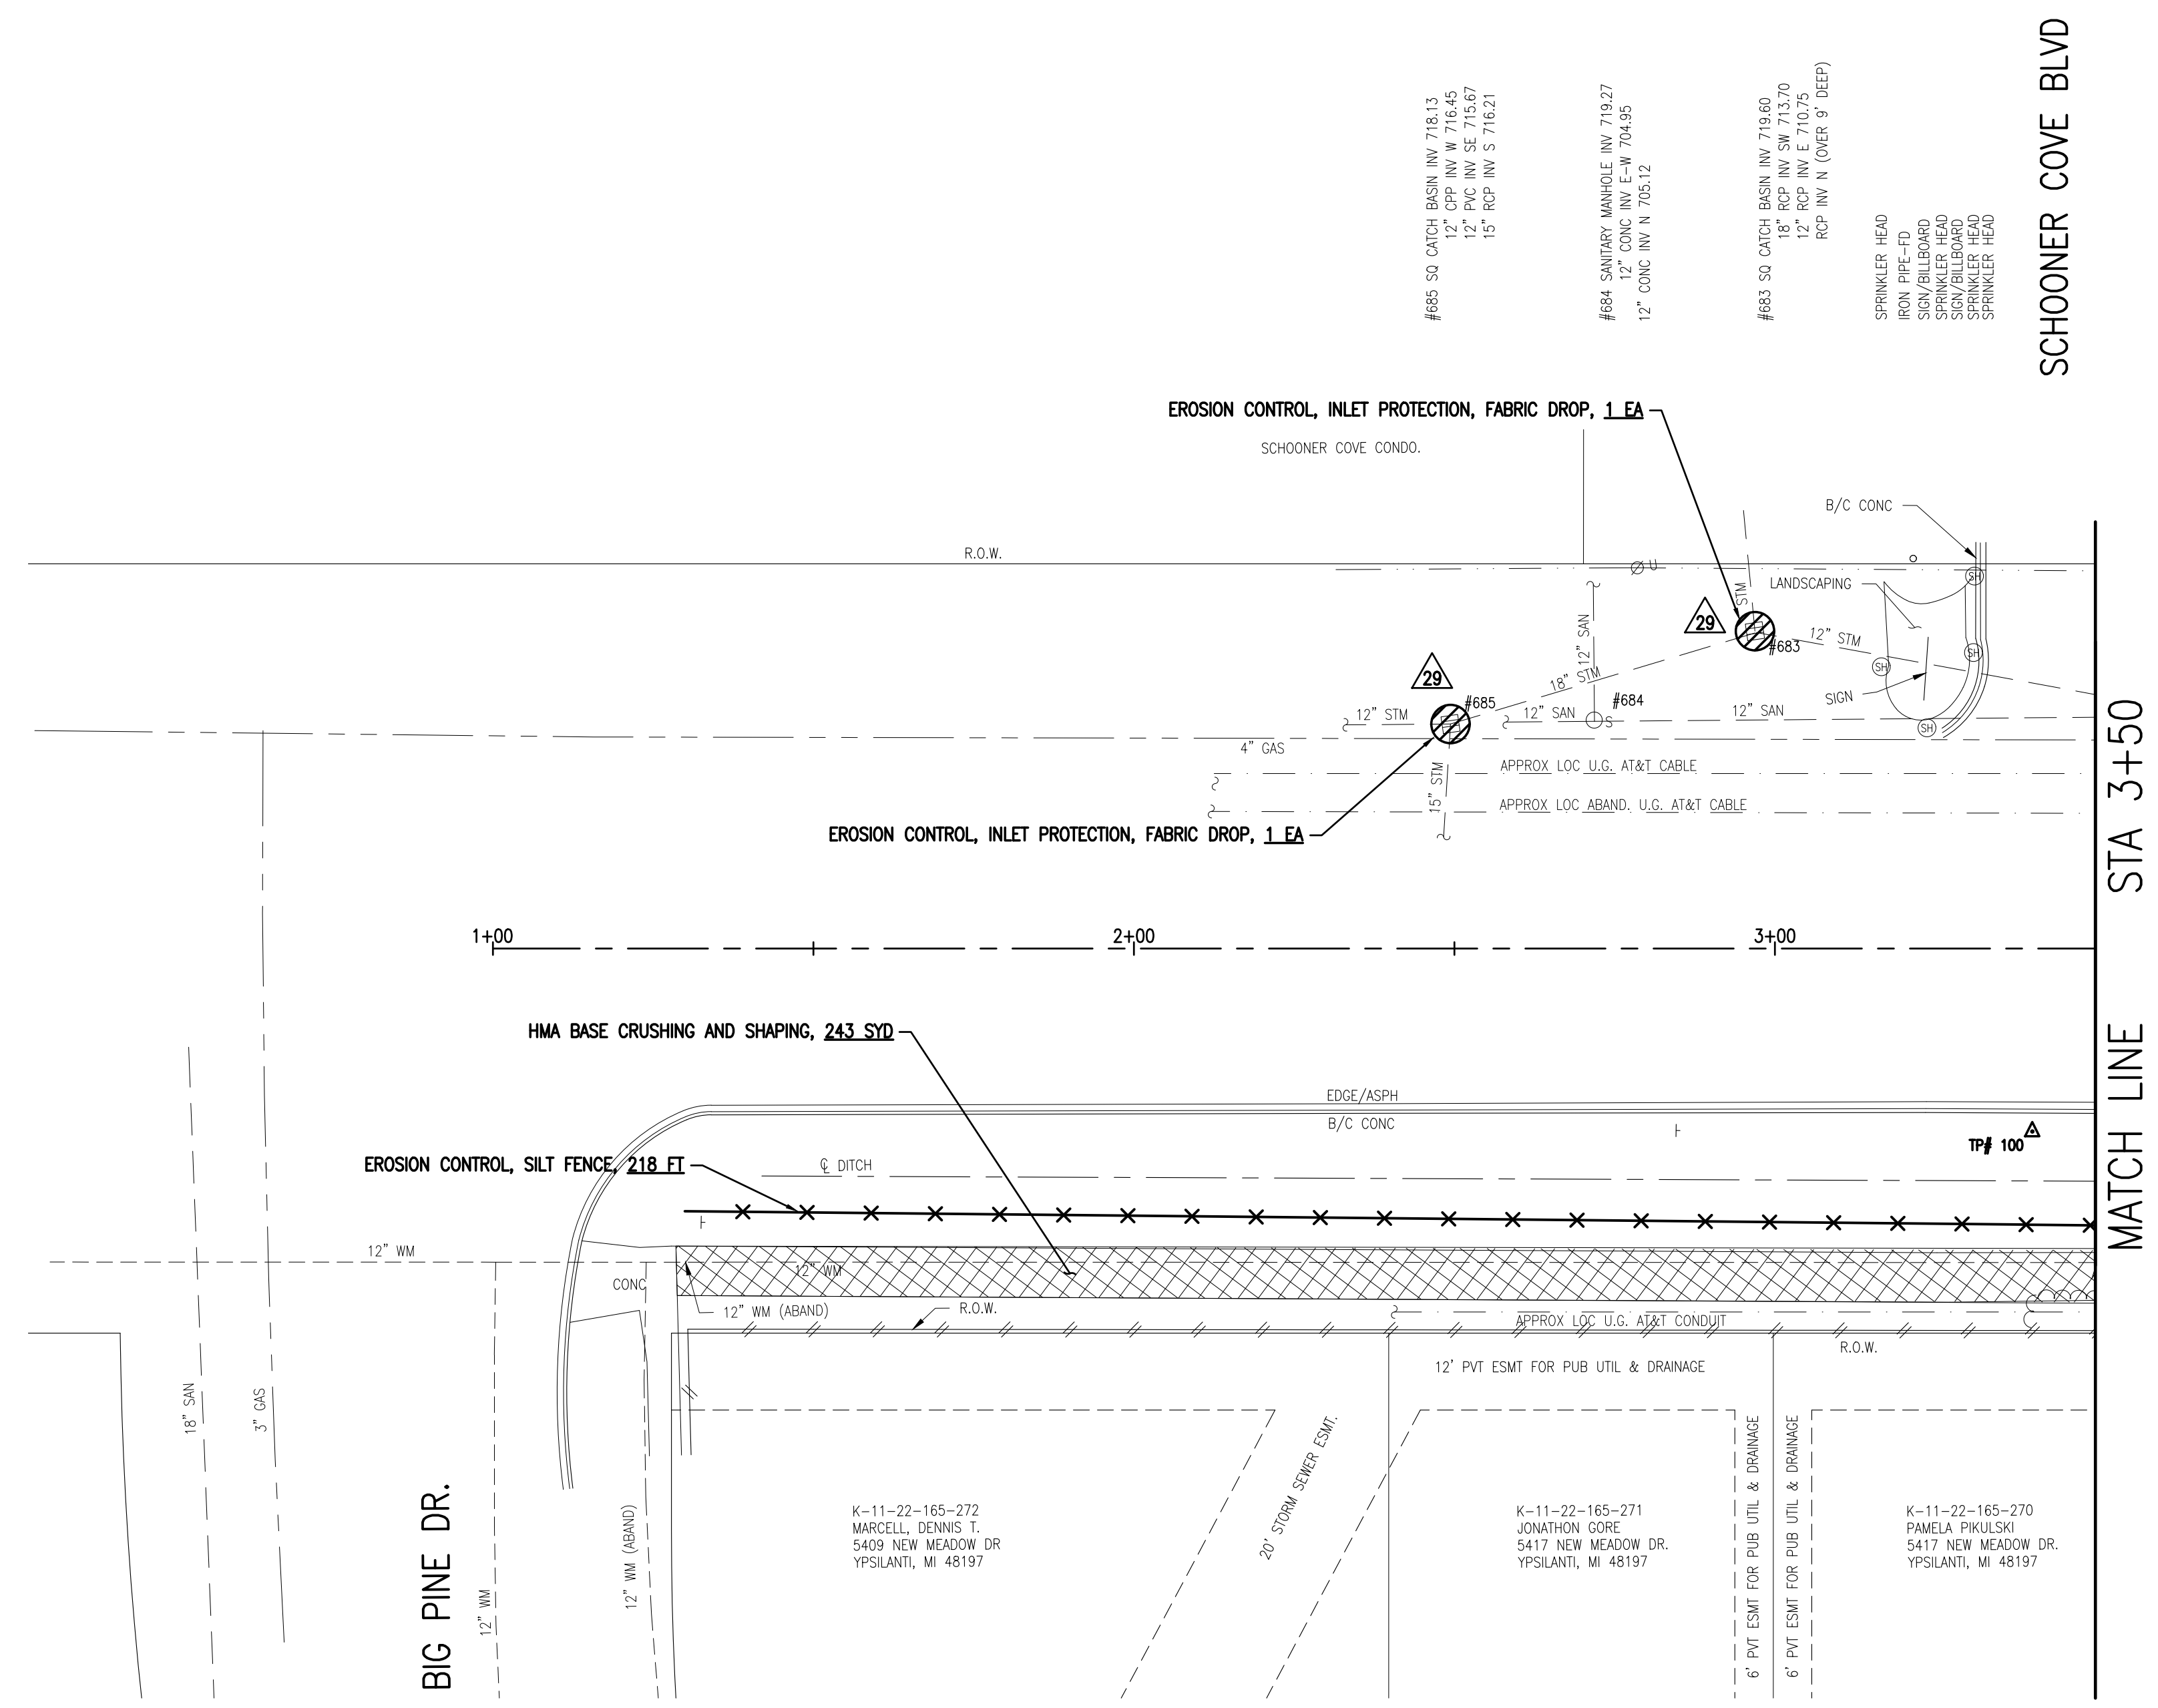 SCHOONER COVE BLVD
#685 SQ CATCH BASIN INV 718.13
12" CPP INV W 716.45
12" PVC INV SE 715.67
15" RCP INV S 716.21
#684 SANITARY MANHOLE INV 719.27
12" CONC INV E-W 704.95
12" CONC INV N 705.12
#683 SQ CATCH BASIN INV 719.60
18" RCP INV SW 713.70
12" RCP INV E 710.75
RCP INV N (OVER 9' DEEP)
SPRINKLER HEAD
IRON PIPE-FD
SIGN/BILLBOARD
SPRINKLER HEAD
SIGN/BILLBOARD
SPRINKLER HEAD
SPRINKLER HEAD
EROSION CONTROL, INLET PROTECTION, FABRIC DROP, 1 EA
SCHOONER COVE CONDO.
B/C CONC
R.O.W.
U
LANDSCAPING
SH
STM
29
12" SAN
12" STM
#683
SH
SH
29
18" STM
#685
#684
SIGN
12" STM
12" SAN
S
12" SAN
SH
4" GAS
15" STM
APPROX LOC U.G. AT&T CABLE
APPROX LOC ABAND. U.G. AT&T CABLE
EROSION CONTROL, INLET PROTECTION, FABRIC DROP, 1 EA
MATCH LINE STA 3+50
1+00
2+00
3+00
HMA BASE CRUSHING AND SHAPING, 243 SYD
EDGE/ASPH
B/C CONC
TP# 100
EROSION CONTROL, SILT FENCE, 218 FT
℄ DITCH
12" WM
12" WM
CONC
12" WM (ABAND)
R.O.W.
APPROX LOC U.G. AT&T CONDUIT
R.O.W.
12' PVT ESMT FOR PUB UTIL & DRAINAGE
18" SAN
3" GAS
BIG PINE DR.
12" WM
12" WM (ABAND)
20' STORM SEWER ESMT.
6' PVT ESMT FOR PUB UTIL & DRAINAGE
6' PVT ESMT FOR PUB UTIL & DRAINAGE
K-11-22-165-272
MARCELL, DENNIS T.
5409 NEW MEADOW DR
YPSILANTI, MI 48197
K-11-22-165-271
JONATHON GORE
5417 NEW MEADOW DR.
YPSILANTI, MI 48197
K-11-22-165-270
PAMELA PIKULSKI
5417 NEW MEADOW DR.
YPSILANTI, MI 48197